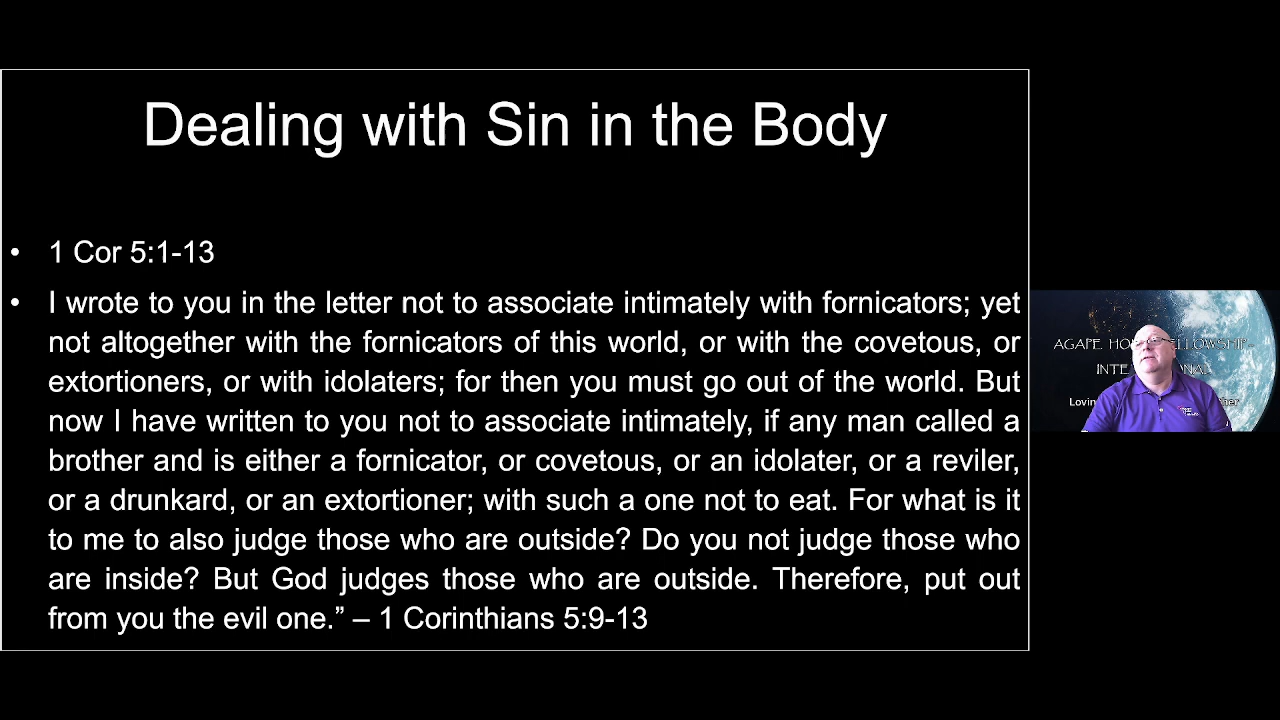 Dealing with Sin in the Body
• 1 Cor 5:1-13
• I wrote to you in the letter not to associate intimately with fornicators; yet
not altogether with the fornicators of this world, or with the covetous, or
extortioners, or with idolaters; for then you must go out of the world. But
now I have written to you not to associate intimately, if any man called a
brother and is either a fornicator, or covetous, or an idolater, or a reviler,
or a drunkard, or an extortioner; with such a one not to eat. For what is it
to me to also judge those who are outside? Do you not judge those who
are inside? But God judges those who are outside. Therefore, put out
from you the evil one.” – 1 Corinthians 5:9-13
AGAPE